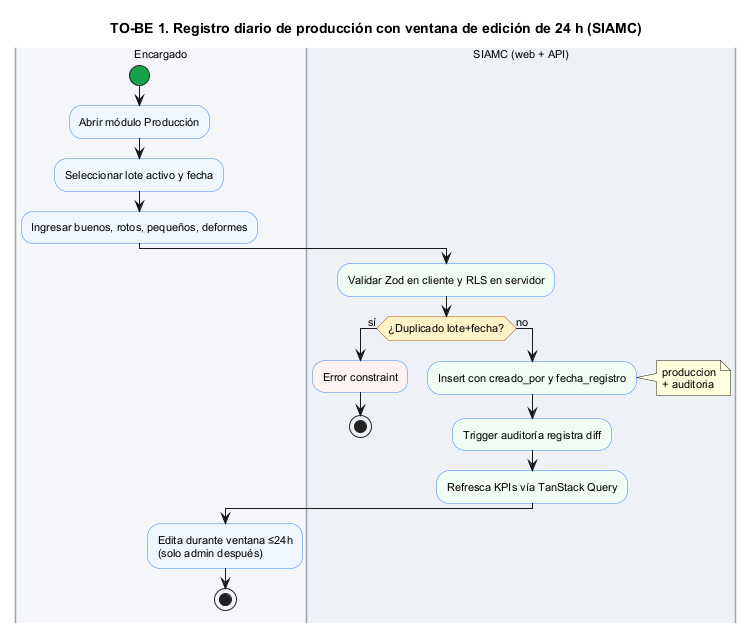 TO-BE 1. Registro diario de producción con ventana de edición de 24 h (SIAMC)
Encargado
SIAMC (web + API)
Abrir módulo Producción
Seleccionar lote activo y fecha
Ingresar buenos, rotos, pequeños, deformes
Validar Zod en cliente y RLS en servidor
¿Duplicado lote+fecha?
sí
no
Error constraint
Insert con creado_por y fecha_registro
produccion
+ auditoria
Trigger auditoría registra diff
Refresca KPIs vía TanStack Query
Edita durante ventana ≤24h
(solo admin después)